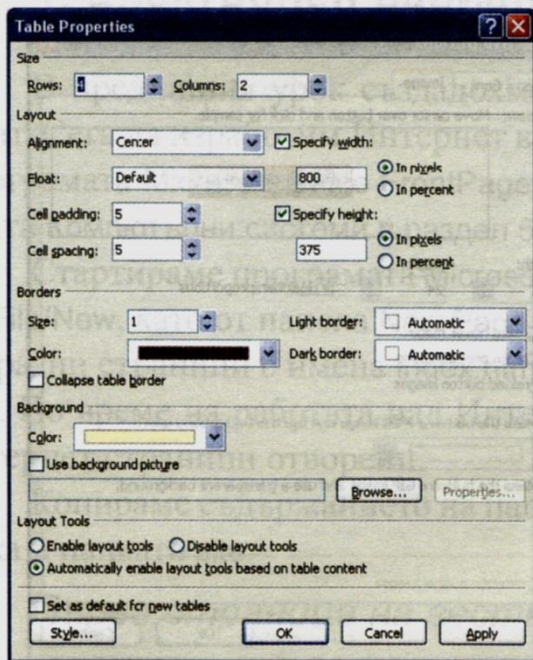 Table Properties
Size
Rows: 4 Columns: 2
Layout
Alignment: Center Specify width:
Float: Default 800 In pixels
In percent
Cell padding: 5 Specify height:
Cell spacing: 5 375 In pixels
In percent
Borders
Size: 1 Light border: Automatic
Color: Dark border: Automatic
Collapse table border
Background
Color:
Use background picture
Browse... Properties...
Layout Tools
Enable layout tools Disable layout tools
Automatically enable layout tools based on table content
Set as default for new tables
Style... OK Cancel Apply